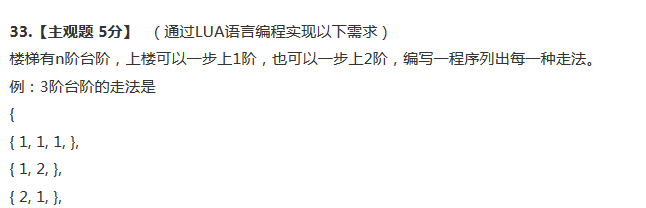 33.【主观题 5分】 （通过LUA语言编程实现以下需求）
楼梯有n阶台阶，上楼可以一步上1阶，也可以一步上2阶，编写一程序列出每一种走法。
例：3阶台阶的走法是
{
{ 1, 1, 1, },
{ 1, 2, },
{ 2, 1, },